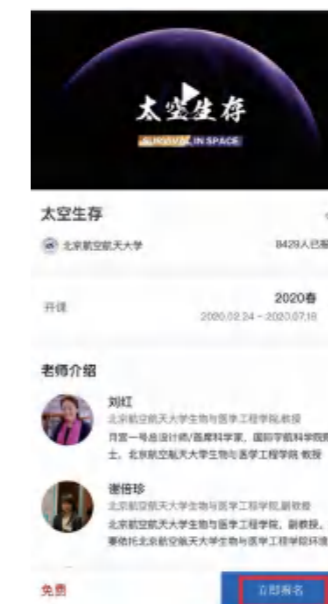 太空生存
SURVIVAL IN SPACE
太空生存
北京航空航天大学
8429人已报
开课
2020春
2020.02.24 - 2020.07.18
老师介绍
刘红
北京航空航天大学生物与医学工程学院,教授
月宫一号总设计师/首席科学家，国际宇航科学院院
士，北京航空航天大学生物与医学工程学院 教授
谢倍珍
北京航空航天大学生物与医学工程学院,副教授
北京航空航天大学生物与医学工程学院，副教授。
要依托北京航空航天大学生物与医学工程学院环境
免费
立即报名